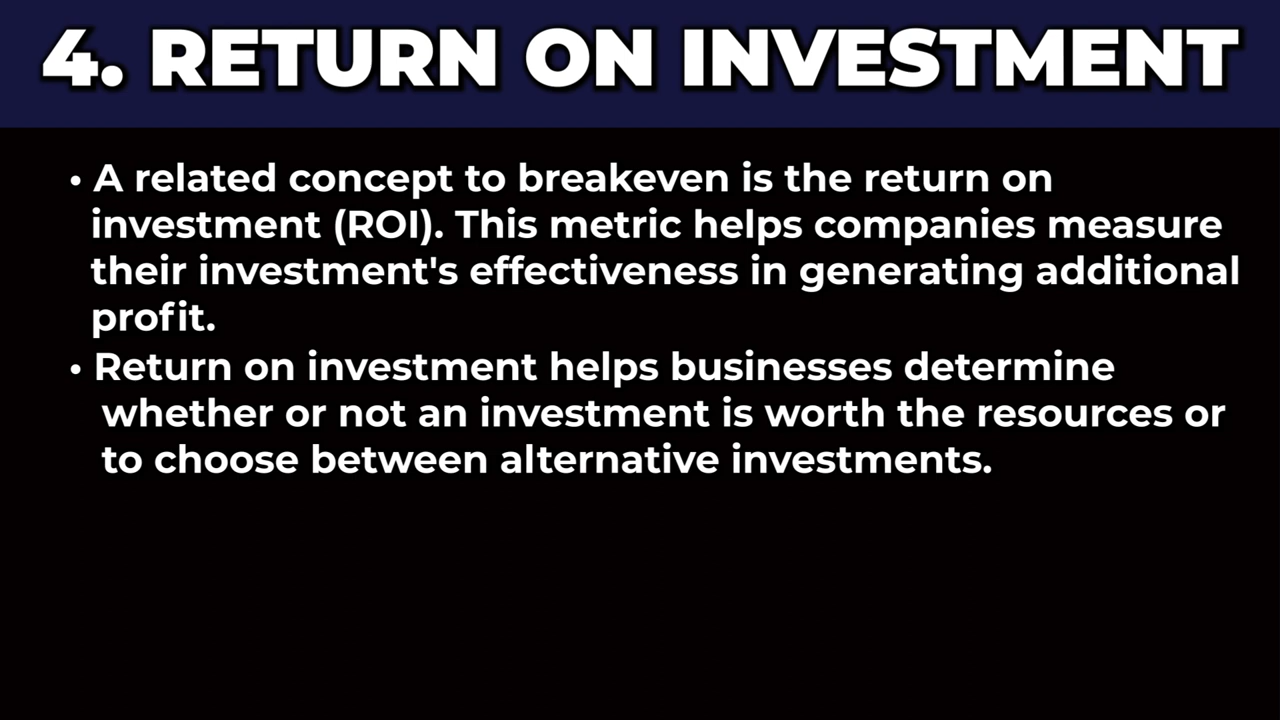 4. RETURN ON INVESTMENT
• A related concept to breakeven is the return on
investment (ROI). This metric helps companies measure
their investment's effectiveness in generating additional
profit.
• Return on investment helps businesses determine
whether or not an investment is worth the resources or
to choose between alternative investments.